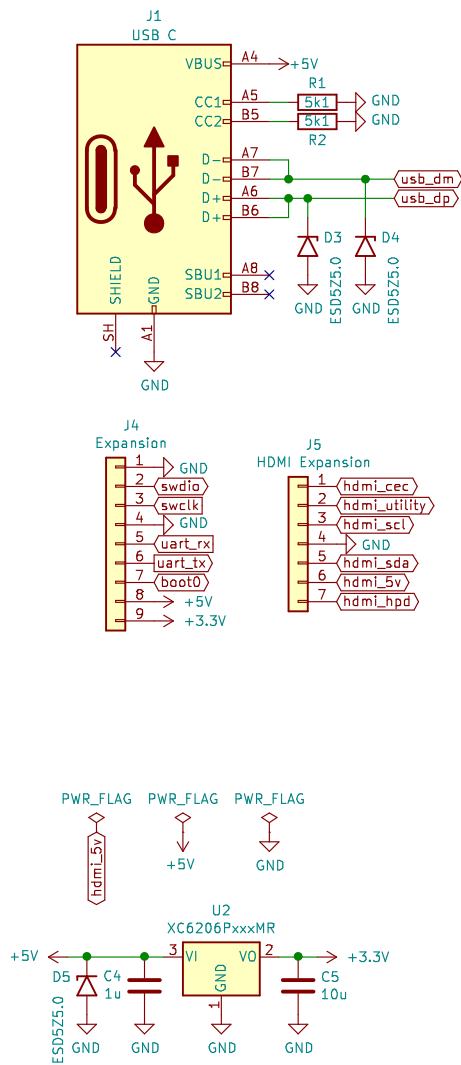 J1
USB C
VBUS A4 +5V
R1
CC1 A5 5k1 GND
CC2 B5 5k1 GND
R2
D- A7
D- B7 usb_dm
D+ A6 usb_dp
D+ B6
D3 D4
ESD5Z5.0 ESD5Z5.0
GND GND
SBU1 A8
SBU2 B8
SHIELD GND
SH A1
GND
J4
Expansion
1 GND
2 swdio
3 swclk
4 GND
5 uart_rx
6 uart_tx
7 boot0
8 +5V
9 +3.3V
J5
HDMI Expansion
1 hdmi_cec
2 hdmi_utility
3 hdmi_scl
4 GND
5 hdmi_sda
6 hdmi_5v
7 hdmi_hpd
PWR_FLAG PWR_FLAG PWR_FLAG
hdmi_5v +5V GND
U2
XC6206PxxxMR
+5V 3 VI VO 2 +3.3V
GND
1
D5 C4 C5
ESD5Z5.0 1u 10u
GND GND GND GND